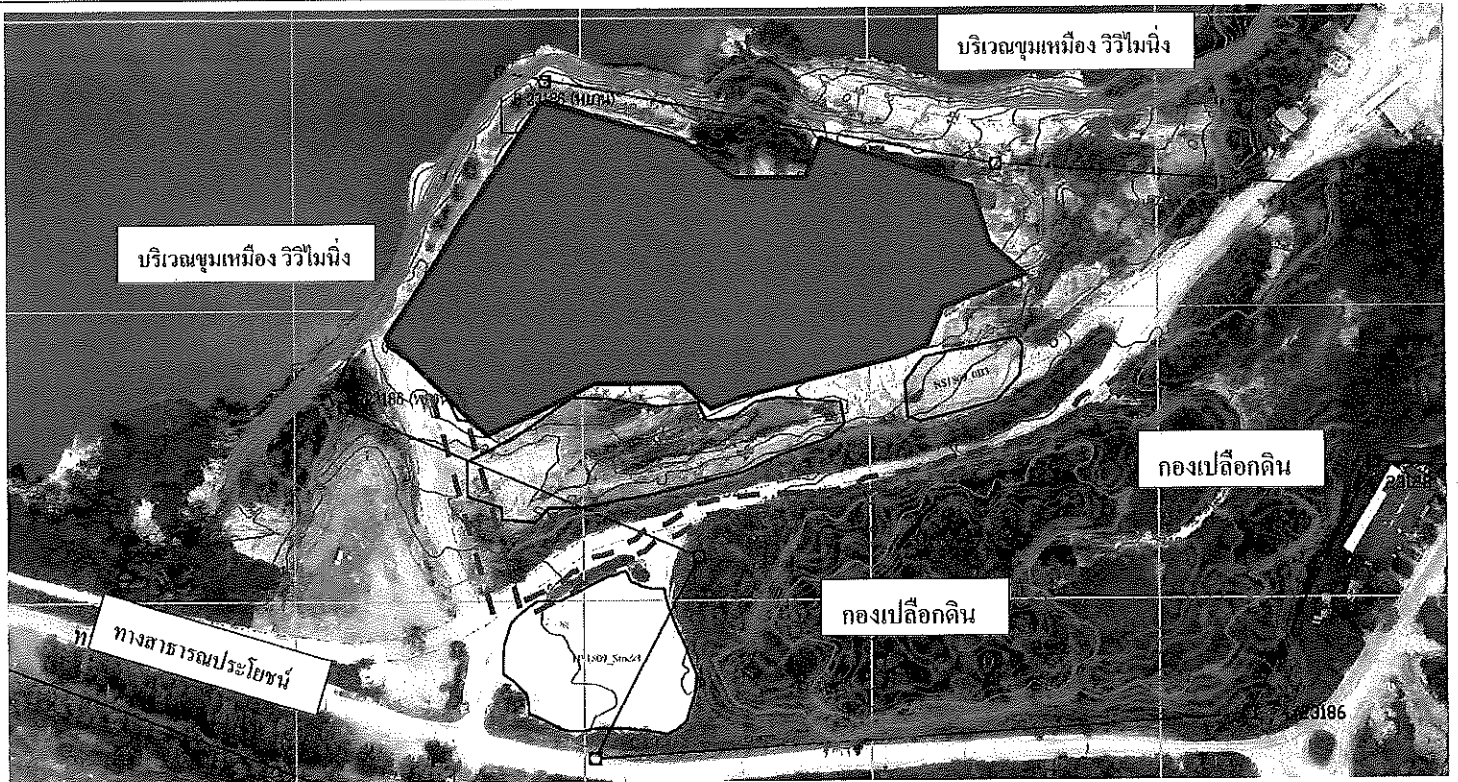 บริเวณขุมเหมือง วีวีไมนิ่ง
บริเวณขุมเหมือง วีวีไมนิ่ง
กองเปลือกดิน
กองเปลือกดิน
ทางสาธารณประโยชน์
23186